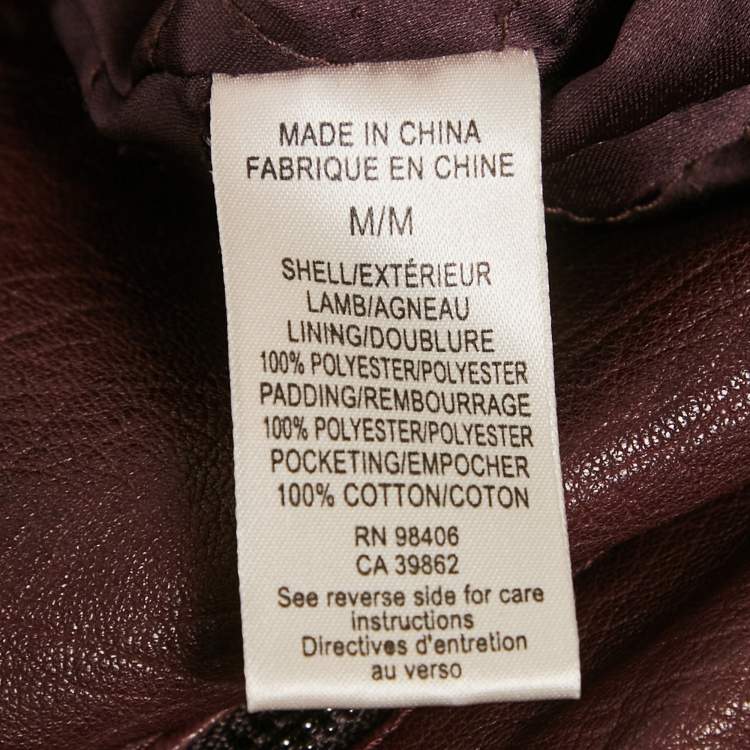 MADE IN CHINA
FABRIQUE EN CHINE
M/M
SHELL/EXTÉRIEUR
LAMB/AGNEAU
LINING/DOUBLURE
100% POLYESTER/POLYESTER
PADDING/REMBOURRAGE
100% POLYESTER/POLYESTER
POCKETING/EMPOCHER
100% COTTON/COTON
RN 98406
CA 39862
See reverse side for care
instructions
Directives d'entretion
au verso